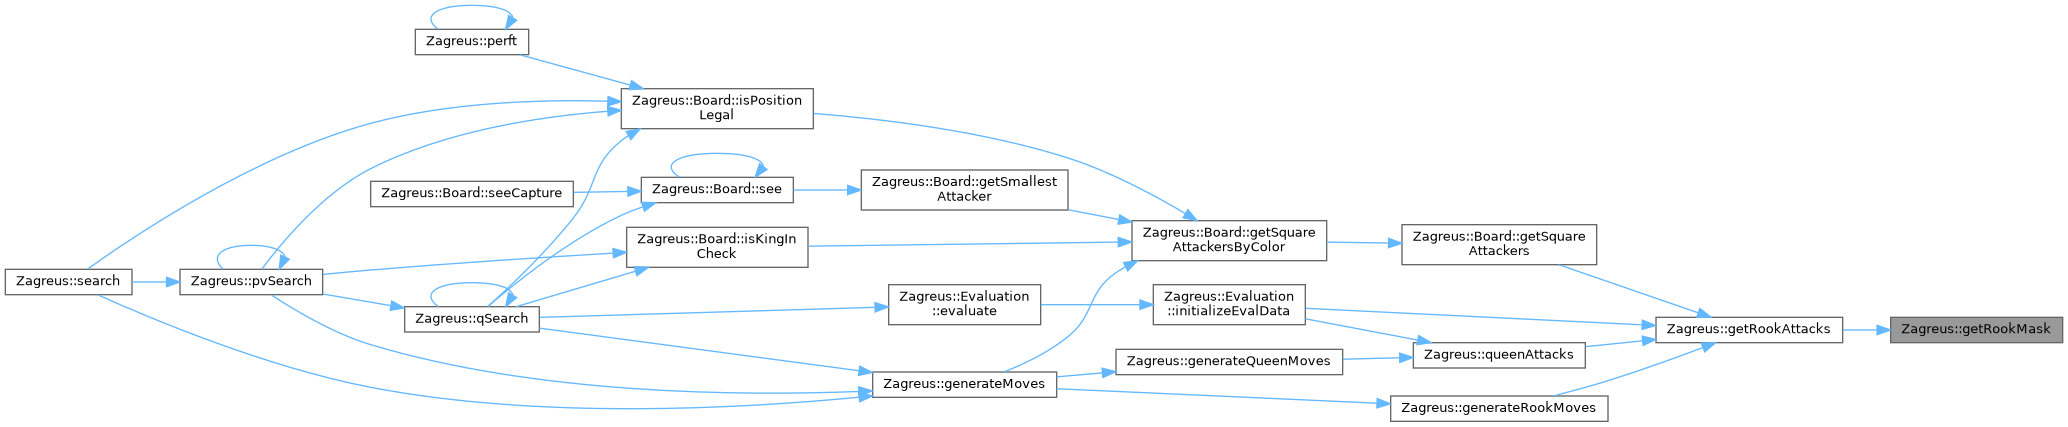 Zagreus::perft
Zagreus::Board::isPosition
Legal
Zagreus::Board::seeCapture
Zagreus::Board::see
Zagreus::Board::getSmallest
Attacker
Zagreus::Board::isKingIn
Check
Zagreus::Board::getSquare
AttackersByColor
Zagreus::Board::getSquare
Attackers
Zagreus::search
Zagreus::pvSearch
Zagreus::qSearch
Zagreus::Evaluation
::evaluate
Zagreus::Evaluation
::initializeEvalData
Zagreus::getRookAttacks
Zagreus::getRookMask
Zagreus::queenAttacks
Zagreus::generateQueenMoves
Zagreus::generateMoves
Zagreus::generateRookMoves